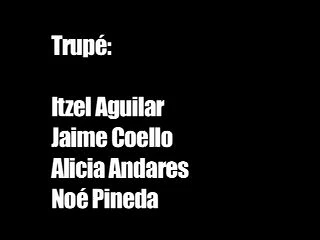 Trupé:
Itzel Aguilar
Jaime Coello
Alicia Andares
Noé Pineda